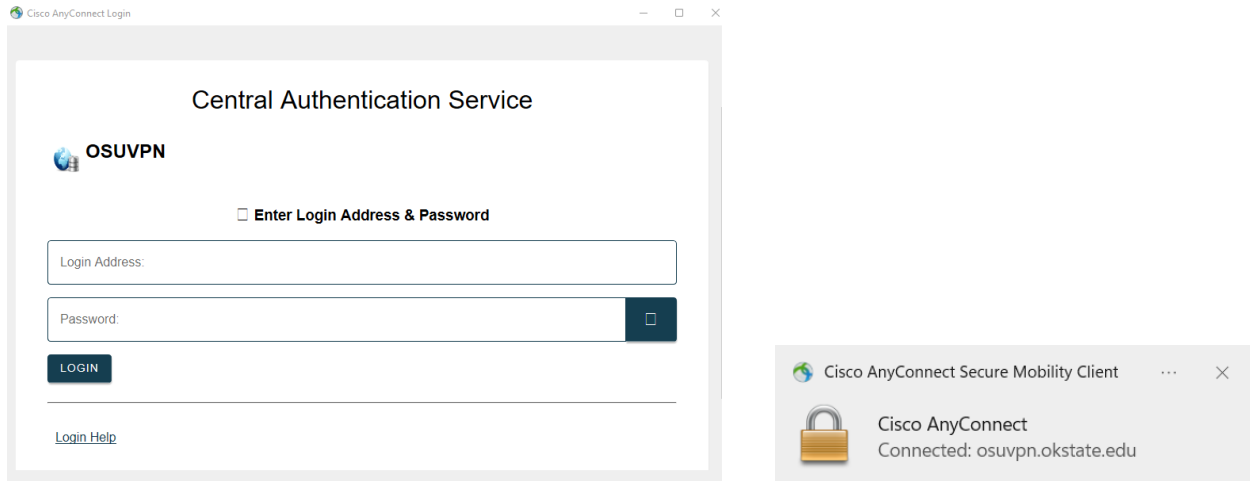 Cisco AnyConnect Login
Central Authentication Service
OSUVPN
Enter Login Address & Password
Login Address:
Password:
LOGIN
Login Help
Cisco AnyConnect Secure Mobility Client
Cisco AnyConnect
Connected: osuvpn.okstate.edu